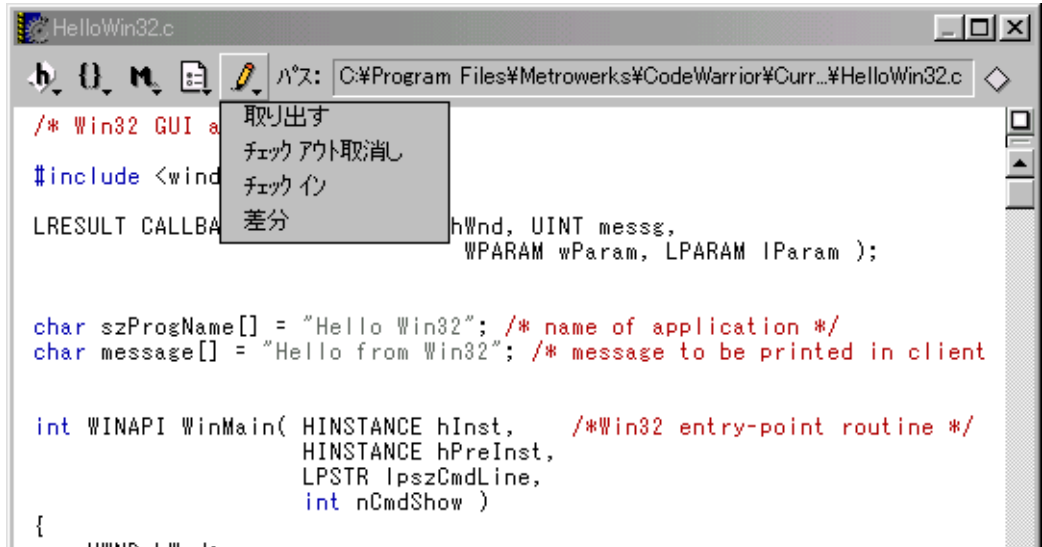 HelloWin32.c
h {} M パス: C:¥Program Files¥Metrowerks¥CodeWarrior¥Curr...¥HelloWin32.c
取り出す
チェック アウト取消し
チェック イン
差分
/* Win32 GUI a
#include <wind
LRESULT CALLBA hWnd, UINT messg,
WPARAM wParam, LPARAM lParam );
char szProgName[] = "Hello Win32"; /* name of application */
char message[] = "Hello from Win32"; /* message to be printed in client
int WINAPI WinMain( HINSTANCE hInst, /*Win32 entry-point routine */
HINSTANCE hPreInst,
LPSTR lpszCmdLine,
int nCmdShow )
{